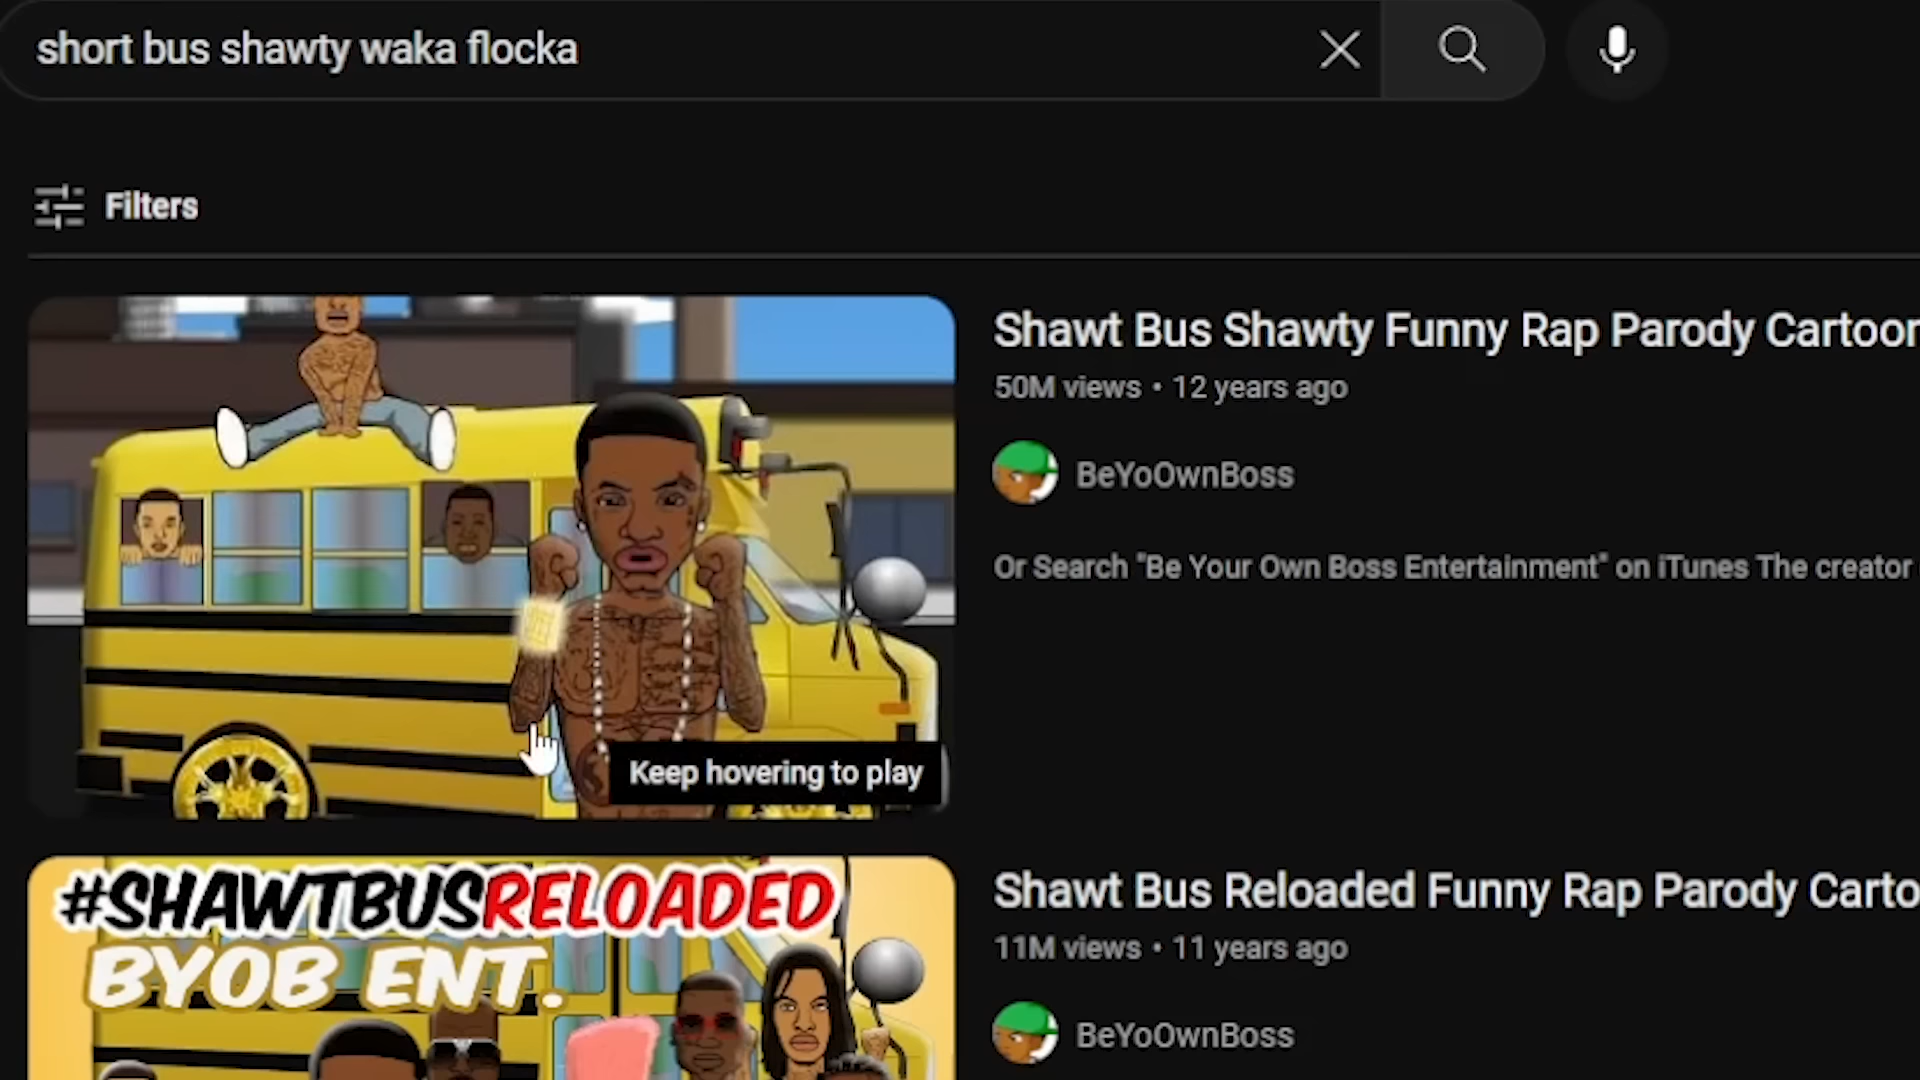 short bus shawty waka flocka
Filters
Shawt Bus Shawty Funny Rap Parody Cartoon
50M views • 12 years ago
BeYoOwnBoss
Or Search "Be Your Own Boss Entertainment" on iTunes The creator
Keep hovering to play
#SHAWTBUSRELOADED
BYOB ENT.
Shawt Bus Reloaded Funny Rap Parody Carto
11M views • 11 years ago
BeYoOwnBoss